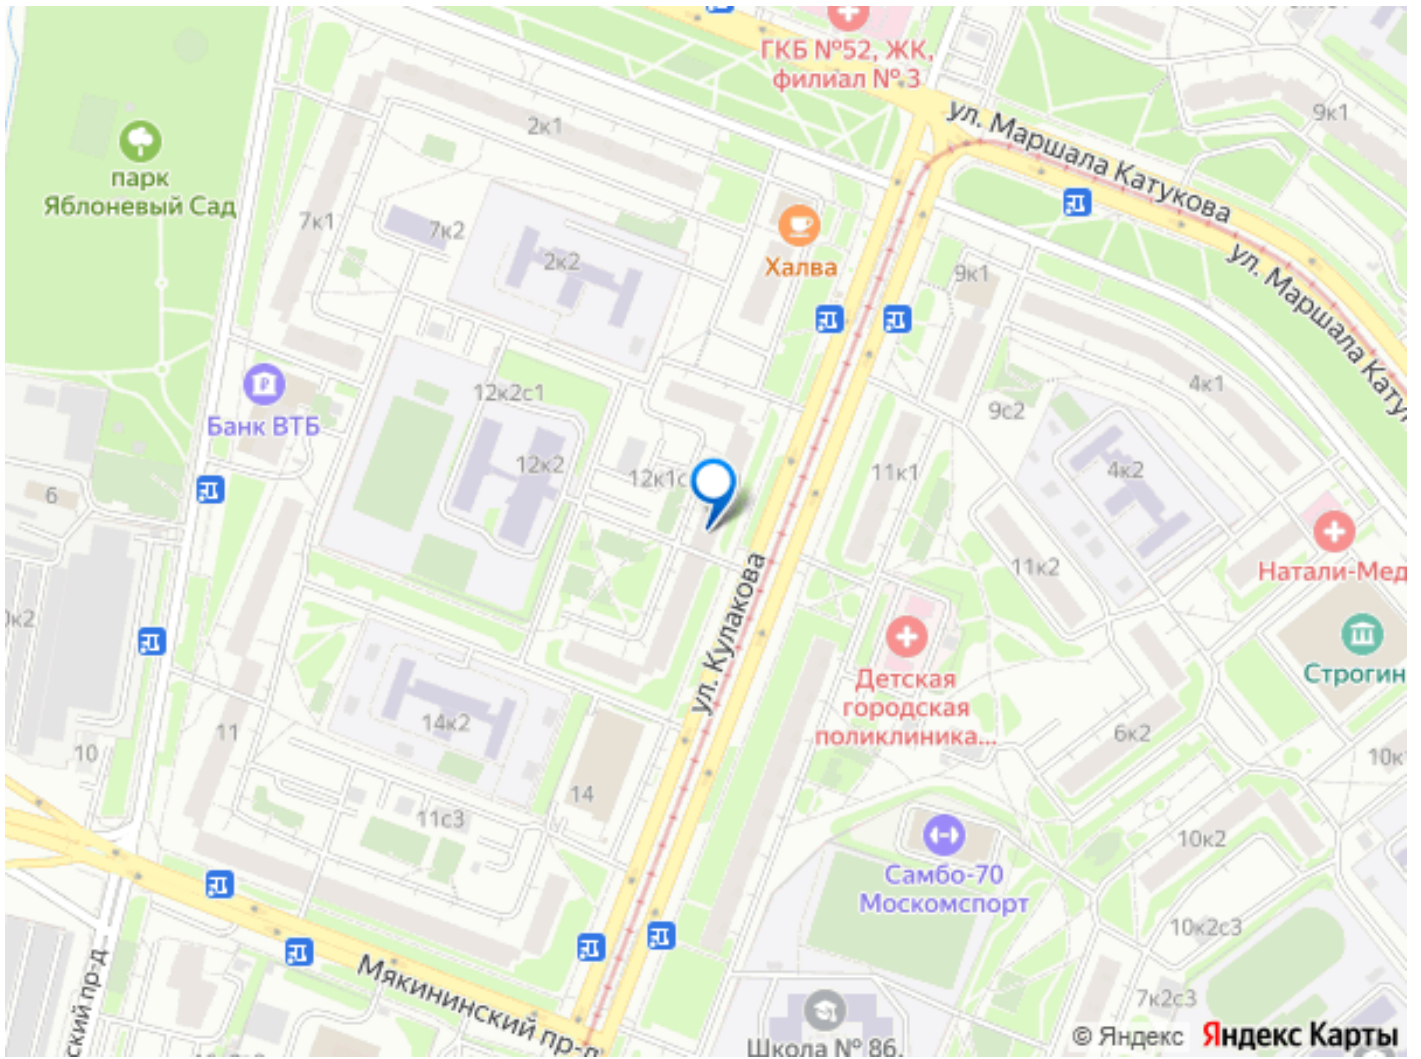 ГКБ №52, ЖК,
филиал № 3
ул. Маршала Катукова
9к1
2к1
парк
Яблоневый Сад
7к1
7к2
2к2
Халва
9к1
ул. Маршала Катук
4к1
9с2
12к2с1
Банк ВТБ
12к2
12к1с
11к1
4к2
6
11к2
Натали-Мед
ул. Кулакова
Детская
городская
поликлиника...
Строгин
14к2
11
10
6к2
10к
14
11с3
10к2
Самбо-70
Москомспорт
10к2с3
Мякининский пр-д
ский пр-д
7к2с3
Школа № 86,
© Яндекс Яндекс Карты